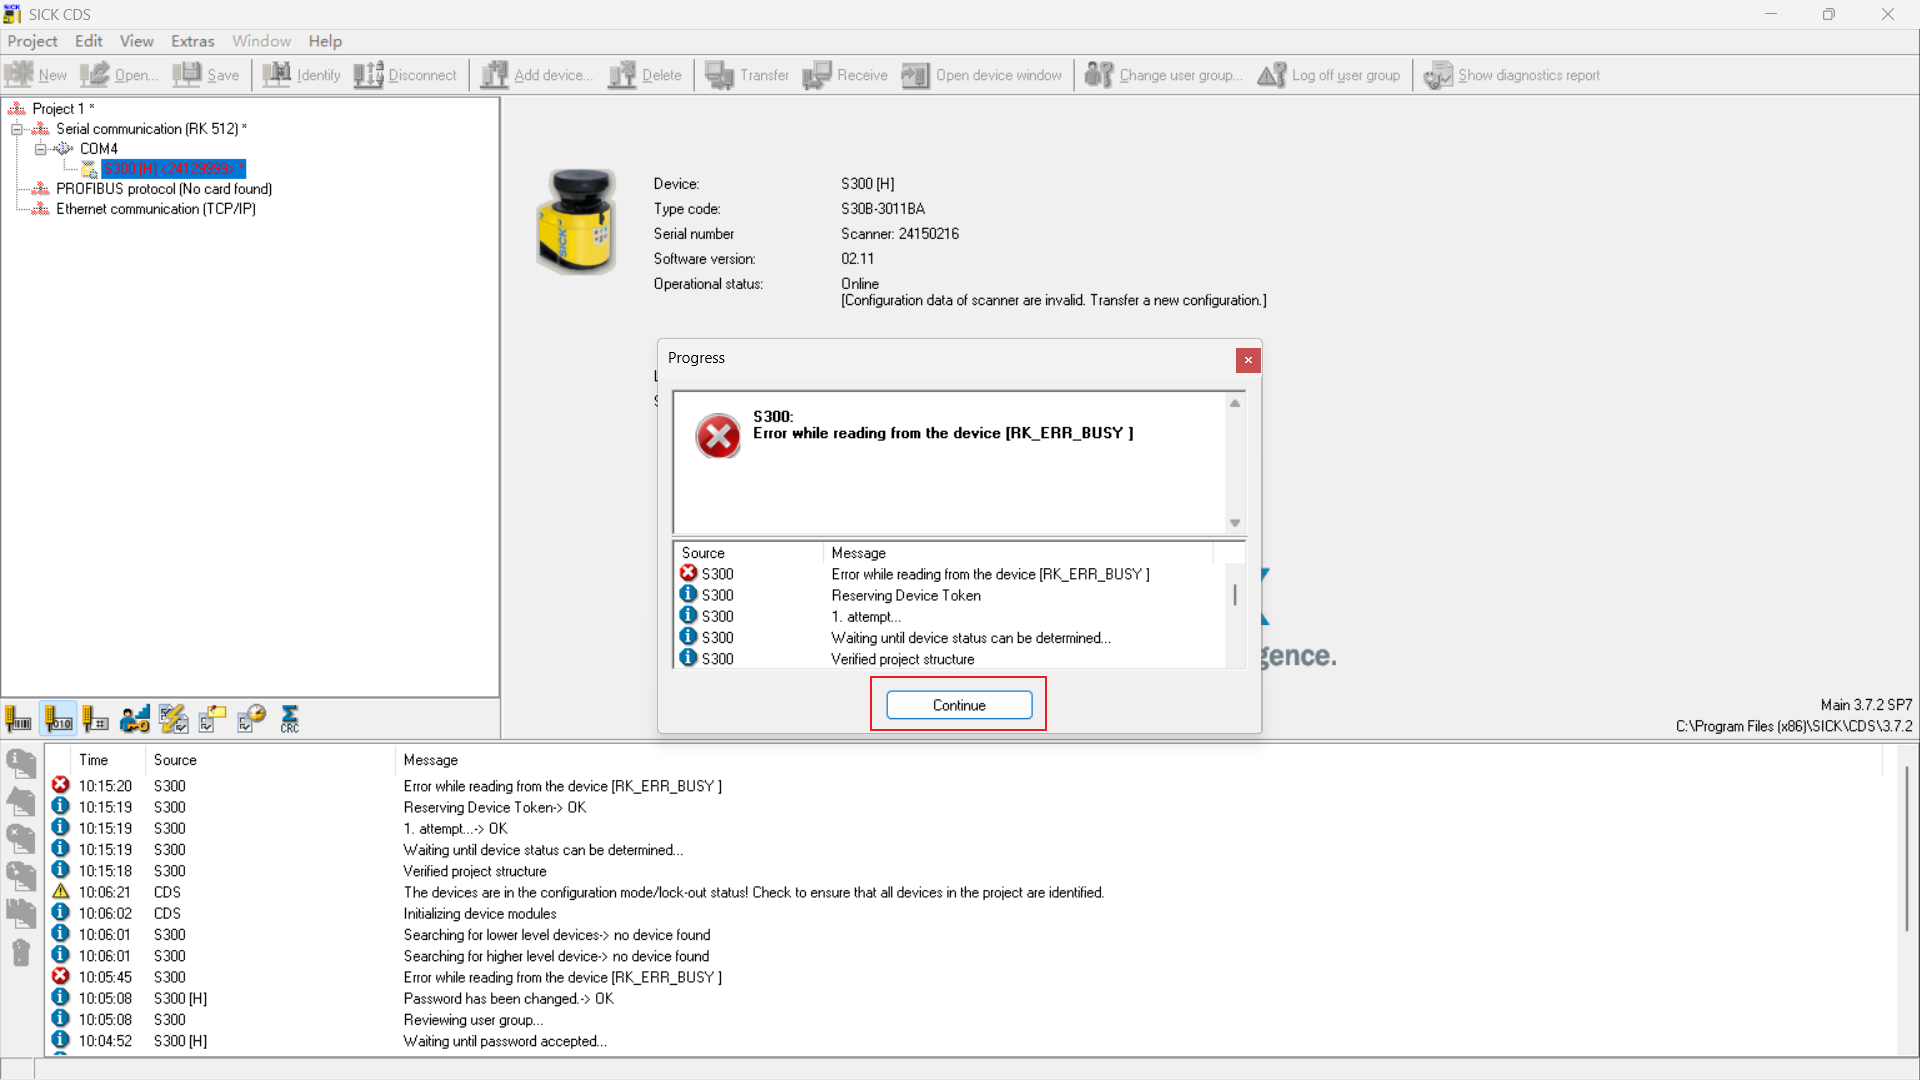 SICK CDS
Project Edit View Extras Window Help
New Open... Save Identify Disconnect Add device... Delete Transfer Receive Open device window Change user group... Log off user group Show diagnostics report
Project 1 *
Serial communication (RK 512) *
COM4
S300 [H] <24129999> *
PROFIBUS protocol (No card found)
Ethernet communication (TCP/IP)
Device: S300 [H]
Type code: S30B-3011BA
Serial number Scanner: 24150216
Software version: 02.11
Operational status: Online
[Configuration data of scanner are invalid. Transfer a new configuration.]
Progress
S300:
Error while reading from the device [RK_ERR_BUSY ]
Source Message
S300 Error while reading from the device [RK_ERR_BUSY ]
S300 Reserving Device Token
S300 1. attempt...
S300 Waiting until device status can be determined...
S300 Verified project structure
Continue
gence.
Main 3.7.2 SP7
C:\Program Files (x86)\SICK\CDS\3.7.2
CRC
Time Source Message
10:15:20 S300 Error while reading from the device [RK_ERR_BUSY ]
10:15:19 S300 Reserving Device Token-> OK
10:15:19 S300 1. attempt...-> OK
10:15:19 S300 Waiting until device status can be determined...
10:15:18 S300 Verified project structure
10:06:21 CDS The devices are in the configuration mode/lock-out status! Check to ensure that all devices in the project are identified.
10:06:02 CDS Initializing device modules
10:06:01 S300 Searching for lower level devices-> no device found
10:06:01 S300 Searching for higher level device-> no device found
10:05:45 S300 Error while reading from the device [RK_ERR_BUSY ]
10:05:08 S300 [H] Password has been changed.-> OK
10:05:08 S300 Reviewing user group...
10:04:52 S300 [H] Waiting until password accepted...